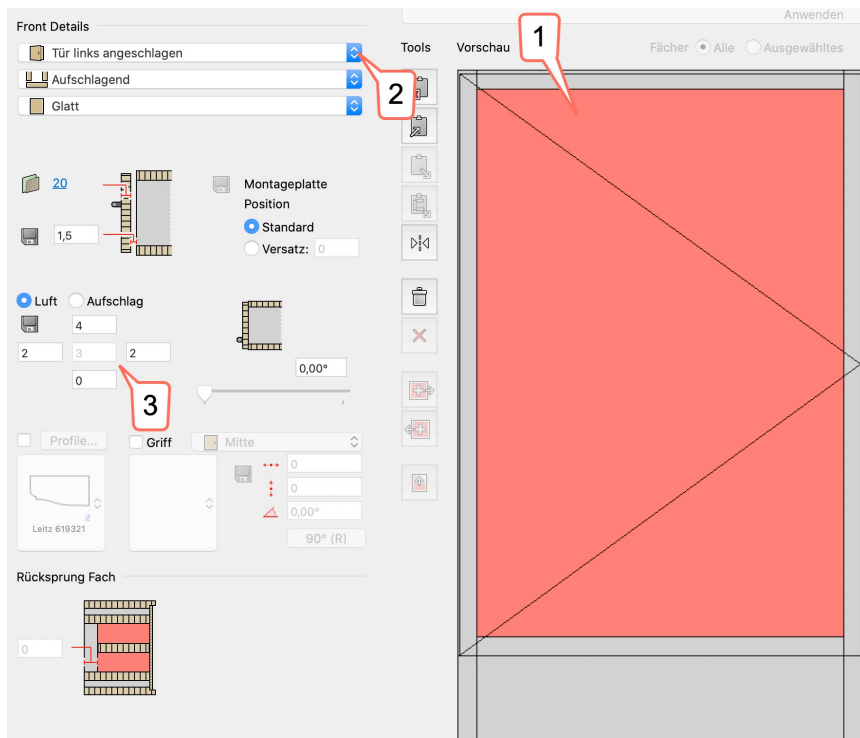 Anwenden
Front Details
Tür links angeschlagen
Tools
Vorschau
1
Fächer
Alle
Ausgewähltes
Aufschlagend
2
Glatt
20
Montageplatte
Position
Standard
1,5
Versatz: 0
Luft
Aufschlag
4
2
3
2
0
0,00°
3
Profile...
Griff
Mitte
0
0
0,00°
Leitz 619321
90° (R)
Rücksprung Fach
0